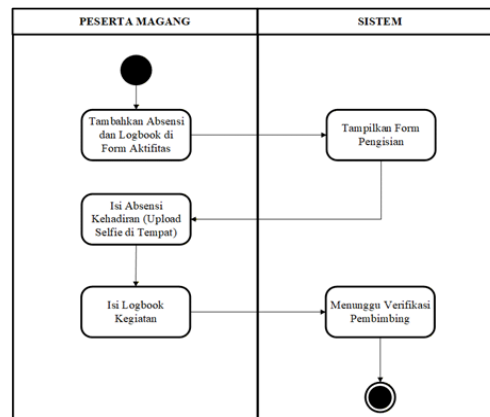 PESERTA MAGANG
SISTEM
Tambahkan Absensi
dan Logbook di
Form Aktifitas
Tampilkan Form
Pengisian
Isi Absensi
Kehadiran (Upload
Selfie di Tempat)
Isi Logbook
Kegiatan
Menunggu Verifikasi
Pembimbing